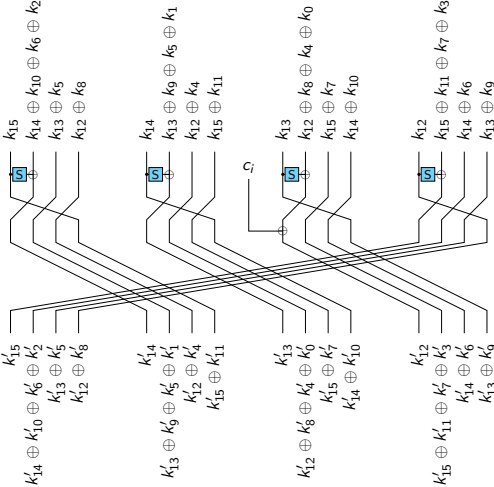 k₁₅
k₁₄ ⊕ k₁₀ ⊕ k₆ ⊕ k₂
k₁₃ ⊕ k₅
k₁₂ ⊕ k₈
k₁₄
k₁₃ ⊕ k₉ ⊕ k₅ ⊕ k₁
k₁₂ ⊕ k₄
k₁₅ ⊕ k₁₁
k₁₃
k₁₂ ⊕ k₈ ⊕ k₄ ⊕ k₀
k₁₅ ⊕ k₇
k₁₄ ⊕ k₁₀
k₁₂
k₁₅ ⊕ k₁₁ ⊕ k₇ ⊕ k₃
k₁₄ ⊕ k₆
k₁₃ ⊕ k₉
S
S
S
S
cᵢ
k′₁₅
k′₁₄ ⊕ k′₁₀ ⊕ k′₆ ⊕ k′₂
k′₁₃ ⊕ k′₅
k′₁₂ ⊕ k′₈
k′₁₄
k′₁₃ ⊕ k′₉ ⊕ k′₅ ⊕ k′₁
k′₁₂ ⊕ k′₄
k′₁₅ ⊕ k′₁₁
k′₁₃
k′₁₂ ⊕ k′₈ ⊕ k′₄ ⊕ k′₀
k′₁₅ ⊕ k′₇
k′₁₄ ⊕ k′₁₀
k′₁₂
k′₁₅ ⊕ k′₁₁ ⊕ k′₇ ⊕ k′₃
k′₁₄ ⊕ k′₆
k′₁₃ ⊕ k′₉